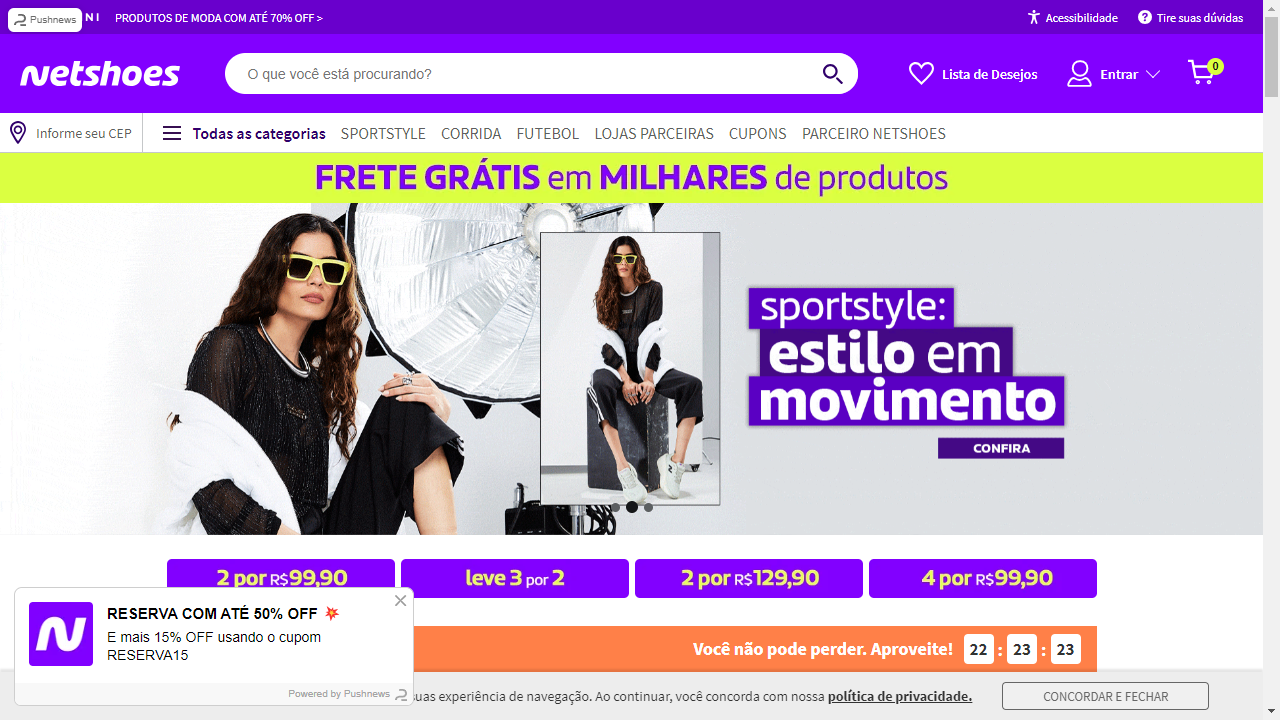 Pushnews
NI
PRODUTOS DE MODA COM ATÉ 70% OFF >
Acessibilidade
Tire suas dúvidas
netshoes
O que você está procurando?
Lista de Desejos
Entrar
0
Informe seu CEP
Todas as categorias
SPORTSTYLE
CORRIDA
FUTEBOL
LOJAS PARCEIRAS
CUPONS
PARCEIRO NETSHOES
FRETE GRÁTIS em MILHARES de produtos
sportstyle:
estilo em
movimento
CONFIRA
2 por R$99,90
leve 3 por 2
2 por R$129,90
4 por R$99,90
RESERVA COM ATÉ 50% OFF 💥
E mais 15% OFF usando o cupom
RESERVA15
Powered by Pushnews
Você não pode perder. Aproveite!
22 : 23 : 23
suas experiência de navegação. Ao continuar, você concorda com nossa política de privacidade.
CONCORDAR E FECHAR